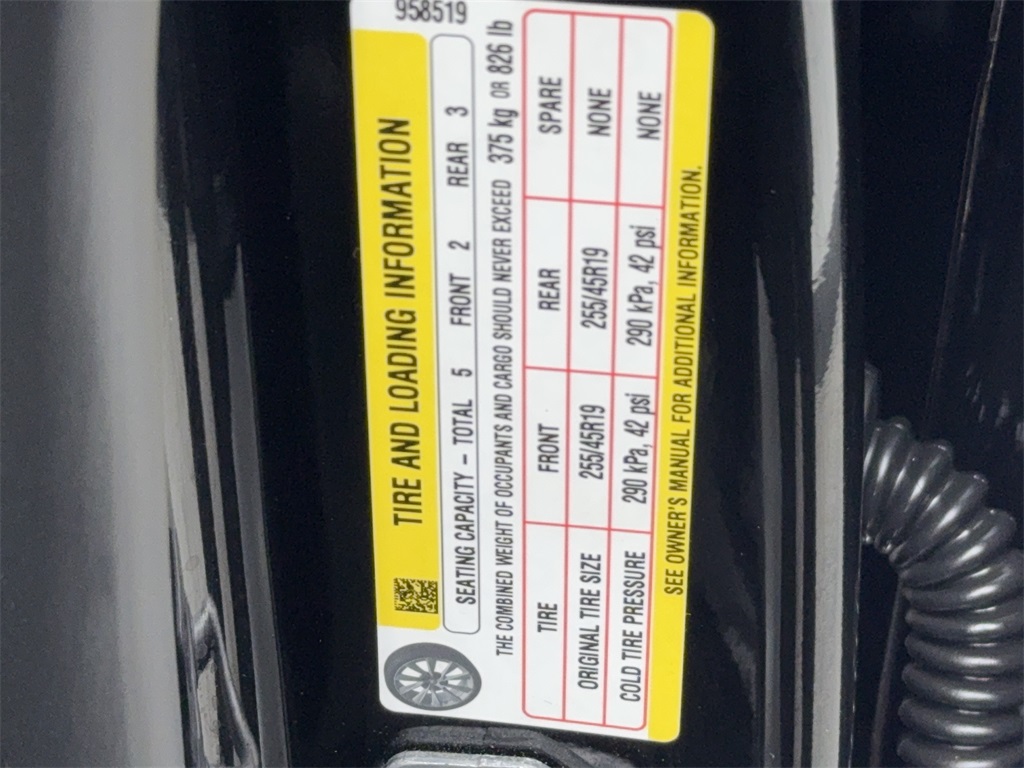 958519
TIRE AND LOADING INFORMATION
SEATING CAPACITY – TOTAL 5 FRONT 2 REAR 3
THE COMBINED WEIGHT OF OCCUPANTS AND CARGO SHOULD NEVER EXCEED 375 kg OR 826 lb
TIRE FRONT REAR SPARE
ORIGINAL TIRE SIZE 255/45R19 255/45R19 NONE
COLD TIRE PRESSURE 290 kPa, 42 psi 290 kPa, 42 psi NONE
SEE OWNER'S MANUAL FOR ADDITIONAL INFORMATION.